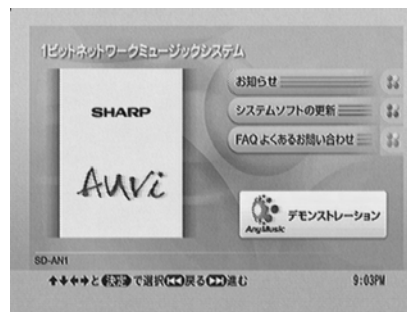 1ビットネットワークミュージックシステム
SHARP
Auvi
お知らせ
システムソフトの更新
FAQ よくあるお問い合わせ
AnyMusic
デモンストレーション
SD-AN1
↑↓←→と決定で選択⏮戻る⏭進む
9:03PM